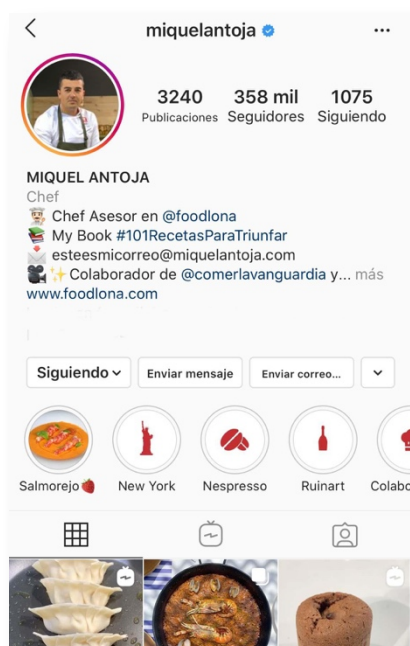 miquelantoja
3240 358 mil 1075
Publicaciones Seguidores Siguiendo
MIQUEL ANTOJA
Chef
Chef Asesor en @foodlona
My Book #101RecetasParaTriunfar
esteesmicorreo@miquelantoja.com
Colaborador de @comerlavanguardia y... más
www.foodlona.com
Siguiendo Enviar mensaje Enviar correo...
Salmorejo New York Nespresso Ruinart Colabo